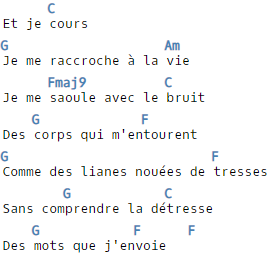 C
Et je cours
G Am
Je me raccroche à la vie
Fmaj9 C
Je me saoule avec le bruit
G F
Des corps qui m'entourent
G F
Comme des lianes nouées de tresses
G C
Sans comprendre la détresse
G F F
Des mots que j'envoie